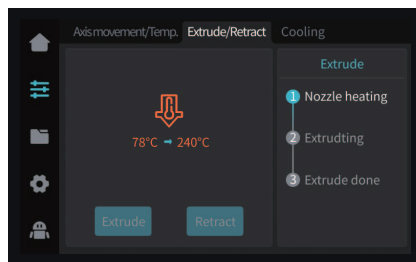 Axis movement/Temp. Extrude/Retract Cooling
78°C → 240°C
Extrude Retract
Extrude
1 Nozzle heating
2 Extrudting
3 Extrude done